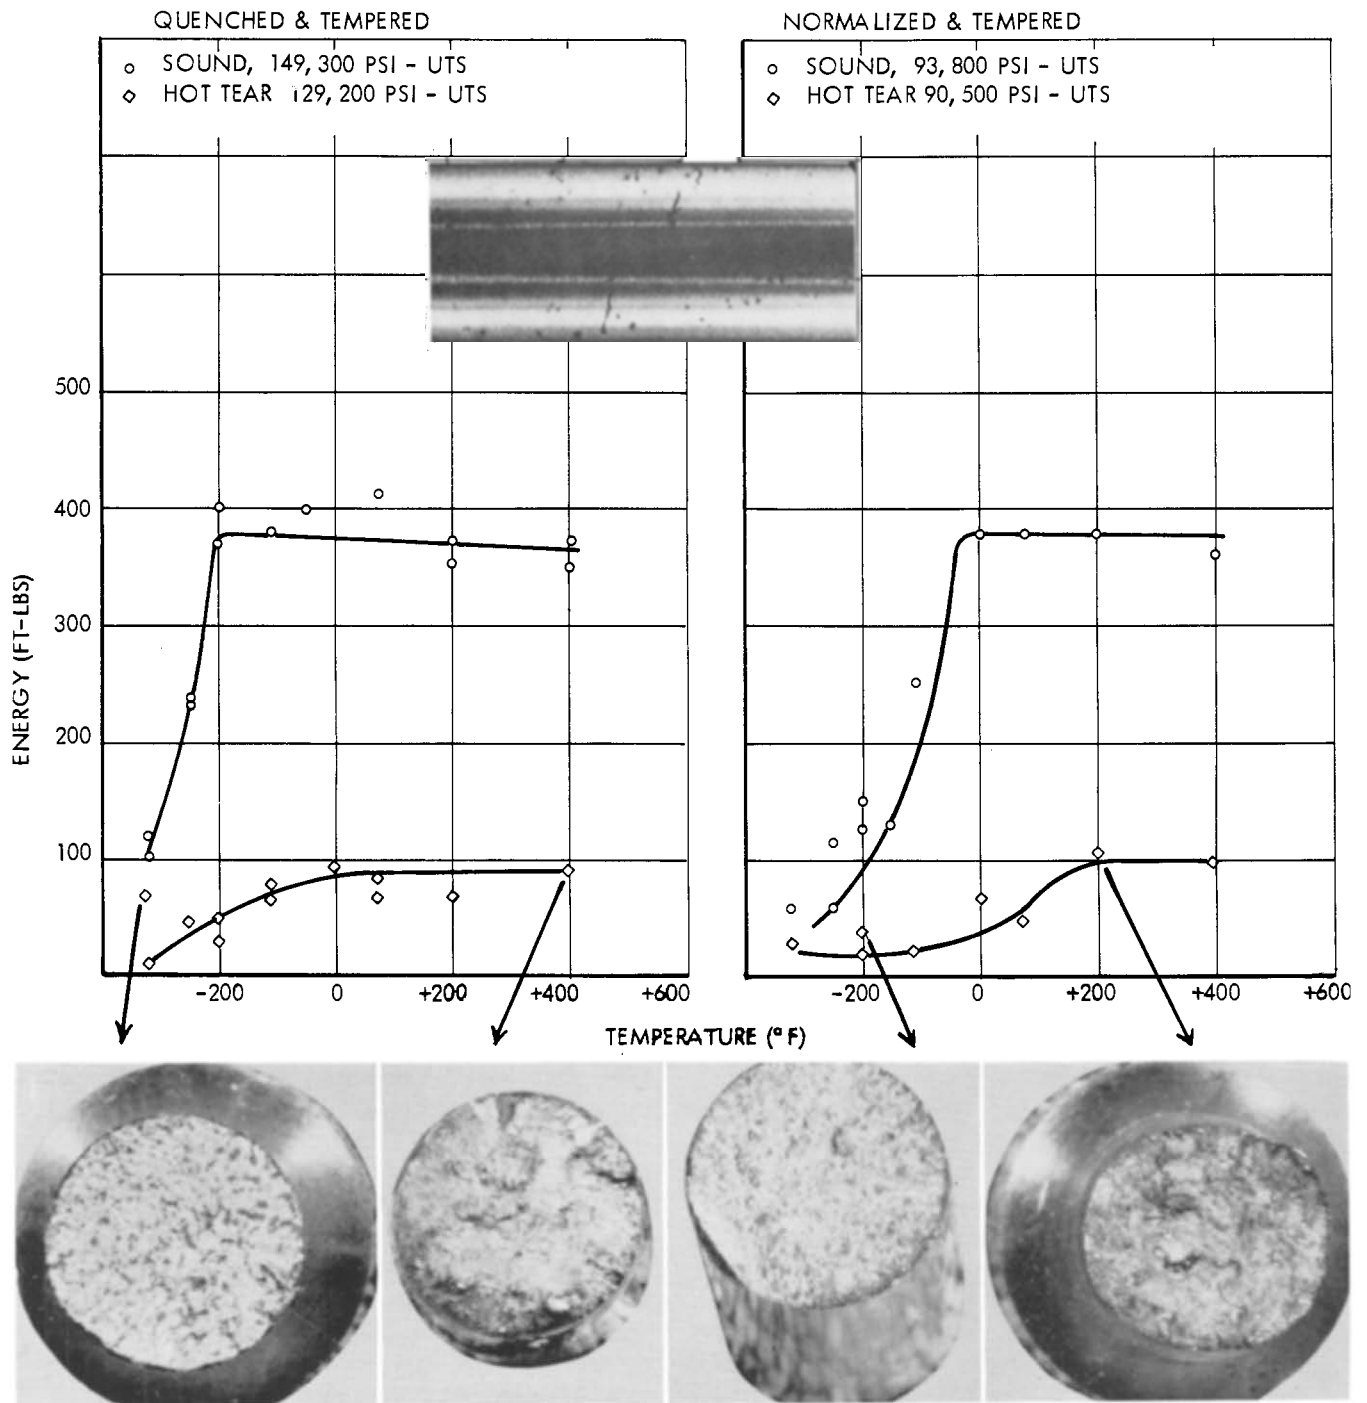 QUENCHED & TEMPERED
SOUND, 149,300 PSI - UTS
HOT TEAR 129,200 PSI - UTS
NORMALIZED & TEMPERED
SOUND, 93,800 PSI - UTS
HOT TEAR 90,500 PSI - UTS
ENERGY (FT-LBS)
500
400
300
200
100
-200 0 +200 +400 +600
-200 0 +200 +400 +600
TEMPERATURE (°F)